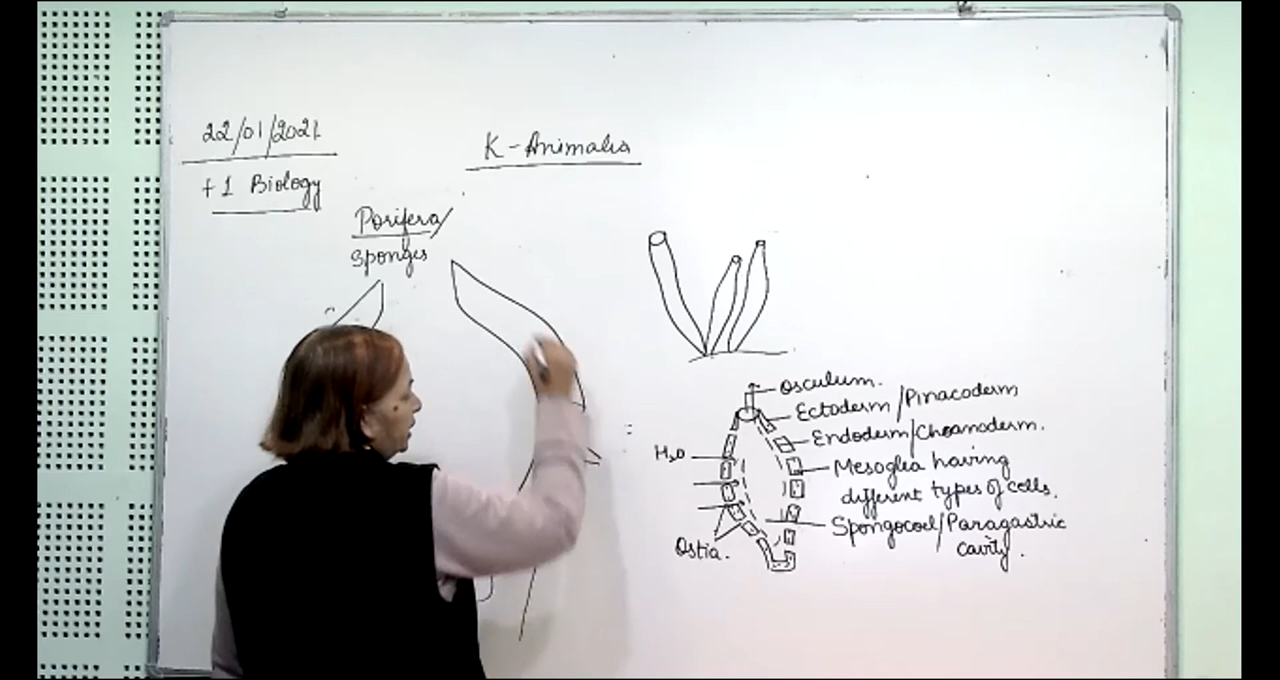 22/01/2021
+1 Biology
K-Animalia
Porifera/
Sponges
Osculum.
Ectoderm/Pinacoderm
Endoderm/Choanoderm.
H₂O
Mesoglea having
different types of cells.
Spongocoel/Paragastric
cavity.
Ostia.